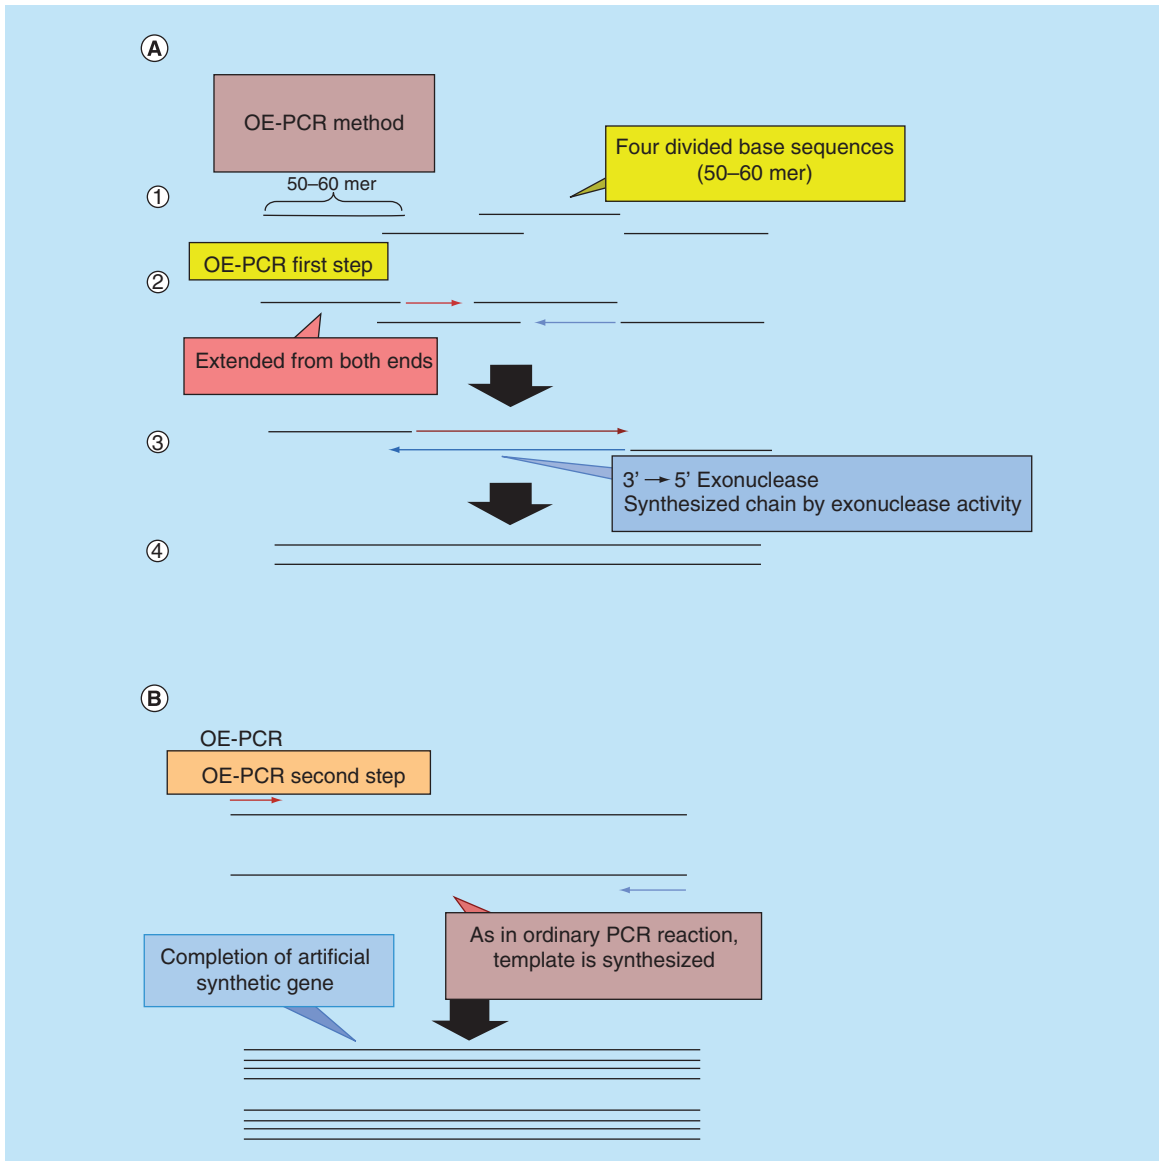 A
OE-PCR method
Four divided base sequences
(50–60 mer)
50–60 mer
1
OE-PCR first step
2
Extended from both ends
3
3’ → 5’ Exonuclease
Synthesized chain by exonuclease activity
4
B
OE-PCR
OE-PCR second step
As in ordinary PCR reaction,
template is synthesized
Completion of artificial
synthetic gene